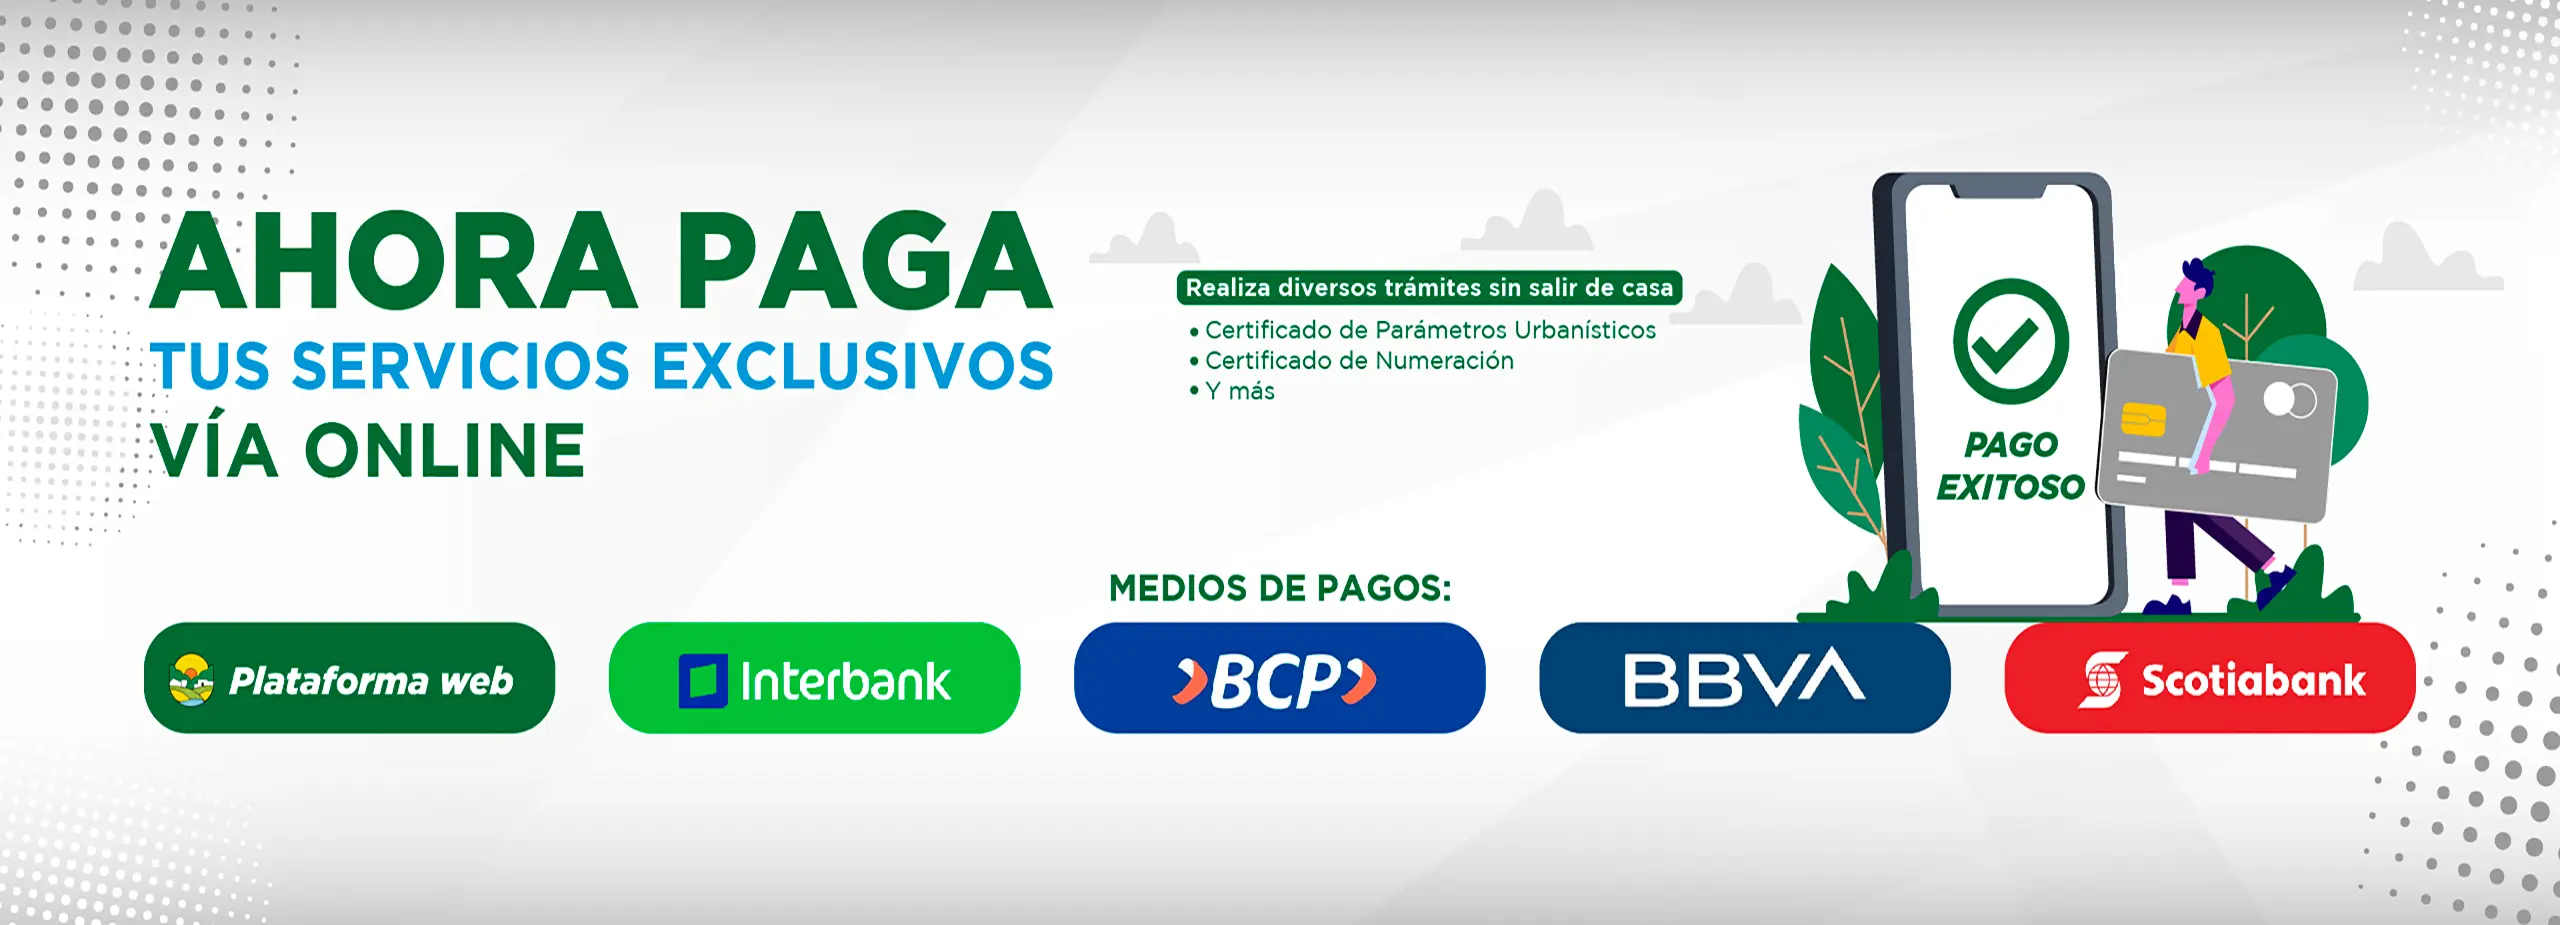 AHORA PAGA
TUS SERVICIOS EXCLUSIVOS
VÍA ONLINE
Realiza diversos trámites sin salir de casa
• Certificado de Parámetros Urbanísticos
• Certificado de Numeración
• Y más
PAGO
EXITOSO
MEDIOS DE PAGOS:
Plataforma web
Interbank
BCP
BBVA
Scotiabank